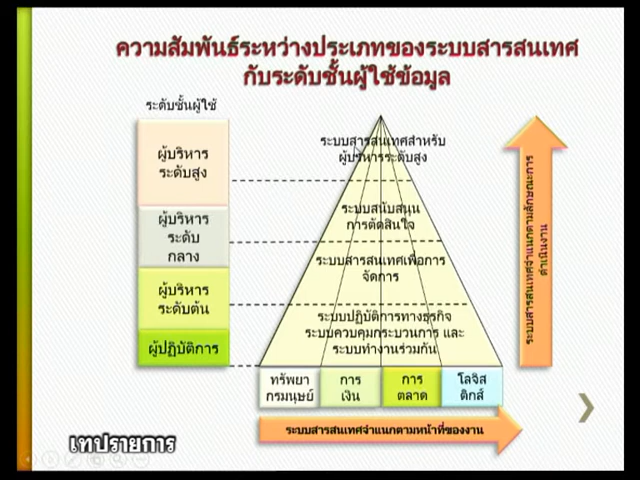 ความสัมพันธ์ระหว่างประเภทของระบบสารสนเทศ
กับระดับชั้นผู้ใช้ข้อมูล
ระดับชั้นผู้ใช้
ผู้บริหาร
ระดับสูง
ผู้บริหาร
ระดับ
กลาง
ผู้บริหาร
ระดับต้น
ผู้ปฏิบัติการ
ระบบสารสนเทศสำหรับ
ผู้บริหารระดับสูง
ระบบสนับสนุน
การตัดสินใจ
ระบบสารสนเทศเพื่อการ
จัดการ
ระบบปฏิบัติการทางธุรกิจ
ระบบควบคุมกระบวนการ และ
ระบบทำงานร่วมกัน
ทรัพยา
กรมนุษย์
การ
เงิน
การ
ตลาด
โลจิส
ติกส์
ระบบสารสนเทศจำแนกตามหน้าที่ของงาน
ระบบสารสนเทศจำแนกตามลักษณะการ
ดำเนินงาน
เทปรายการ